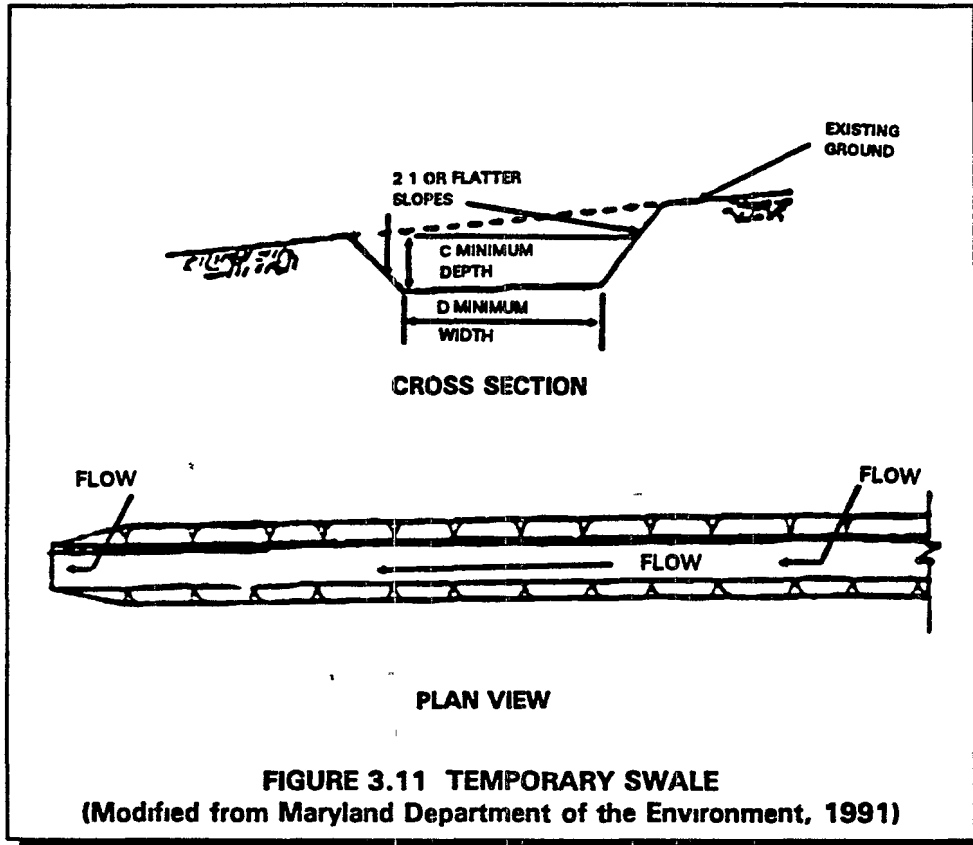 EXISTING
GROUND
2 1 OR FLATTER
SLOPES
C MINIMUM
DEPTH
D MINIMUM
WIDTH
CROSS SECTION
FLOW
FLOW
FLOW
PLAN VIEW
FIGURE 3.11 TEMPORARY SWALE
(Modified from Maryland Department of the Environment, 1991)